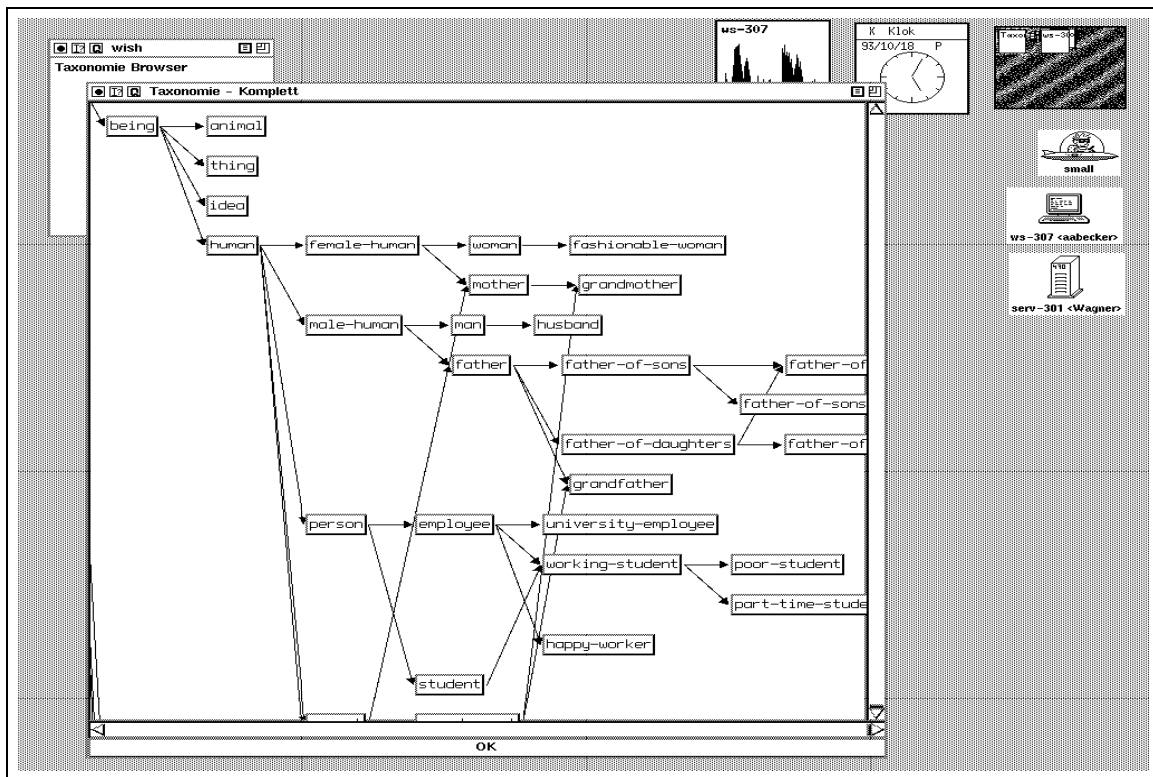 wish
Taxonomie Browser
Taxonomie - Komplett
ws-307
K Klok
93/10/18 P
small
ws-307 <aabecker>
serv-301 <Wagner>
being
animal
thing
idea
human
female-human
woman
fashionable-woman
mother
grandmother
male-human
man
husband
father
father-of-sons
father-of
father-of-sons
father-of-daughters
father-of
grandfather
person
employee
university-employee
working-student
poor-student
part-time-stude
happy-worker
student
OK